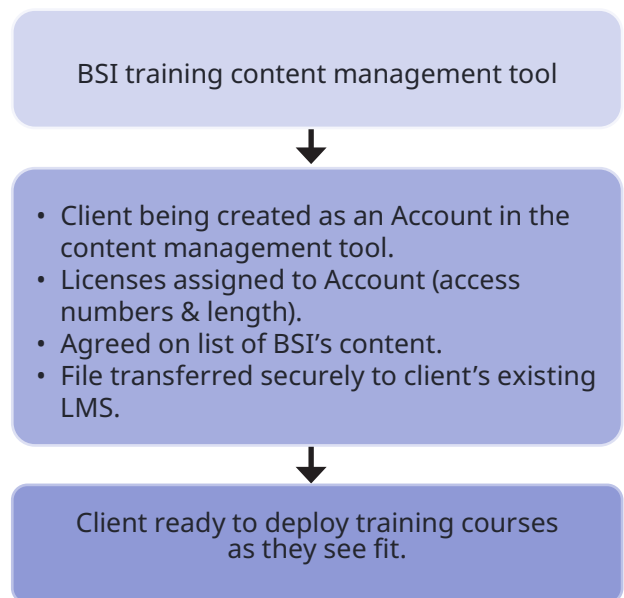 BSI training content management tool
• Client being created as an Account in the
content management tool.
• Licenses assigned to Account (access
numbers & length).
• Agreed on list of BSI’s content.
• File transferred securely to client’s existing
LMS.
Client ready to deploy training courses
as they see fit.